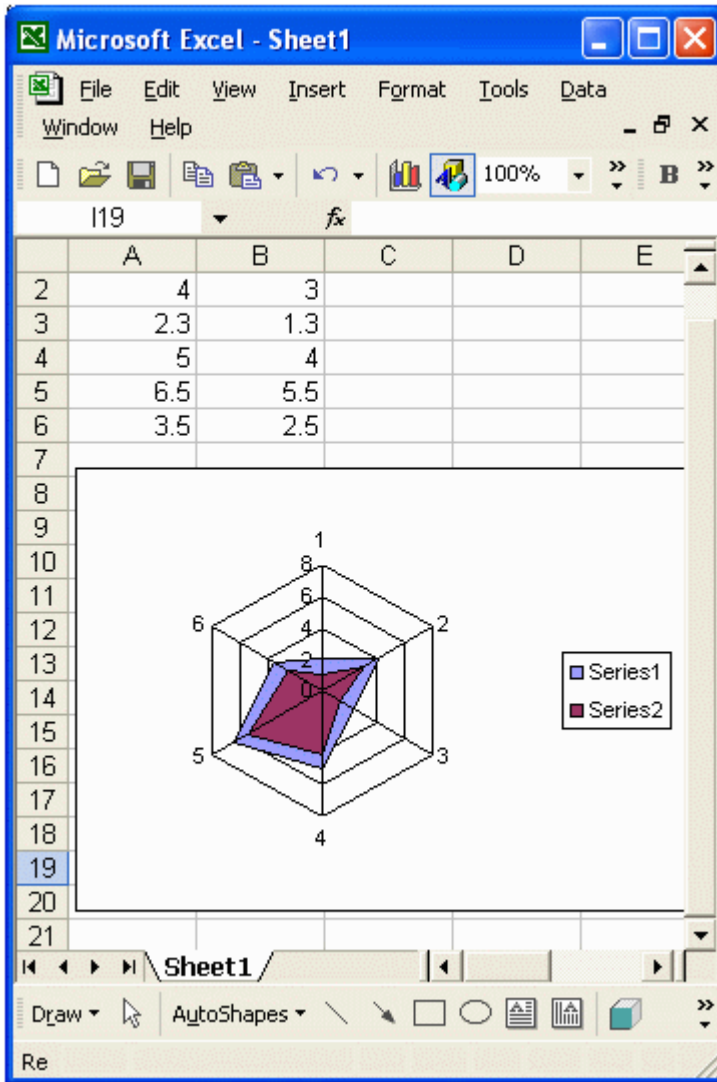 Microsoft Excel - Sheet1
File Edit View Insert Format Tools Data
Window Help
100% B
I19 fx
A B C D E
2 4 3
3 2.3 1.3
4 5 4
5 6.5 5.5
6 3.5 2.5
7
8
9
10
11
12
13
14
15
16
17
18
19
20
21
1
8
6
4
2
0
2
3
4
5
6
Series1
Series2
Sheet1
Draw AutoShapes
Re